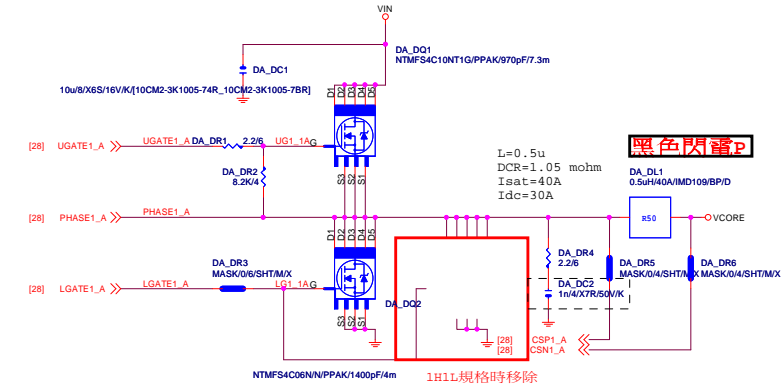 VIN
DA_DQ1
NTMFS4C10NT1G/PPAK/970pF/7.3m
DA_DC1
10u/8/X6S/16V/K/[10CM2-3K1005-74R_10CM2-3K1005-7BR]
D1 D2 D3 D4 D5
[28] UGATE1_A UGATE1_A DA_DR1 2.2/6 UG1_1A G
DA_DR2
8.2K/4
S3 S2 S1
L=0.5u
DCR=1.05 mohm
Isat=40A
Idc=30A
黑色閃電P
DA_DL1
0.5uH/40A/IMD109/BP/D
[28] PHASE1_A PHASE1_A
R50
VCORE
D1 D2 D3 D4 D5
DA_DR3
MASK/0/6/SHT/M/X
[28] LGATE1_A LGATE1_A LG1_1A G
DA_DR4
2.2/6
DA_DC2
1n/4/X7R/50V/K
DA_DR5
MASK/0/4/SHT/M/X
DA_DR6
MASK/0/4/SHT/M/X
DA_DQ2
S3 S2 S1
[28] CSP1_A
[28] CSN1_A
NTMFS4C06N/N/PPAK/1400pF/4m
1H1L規格時移除